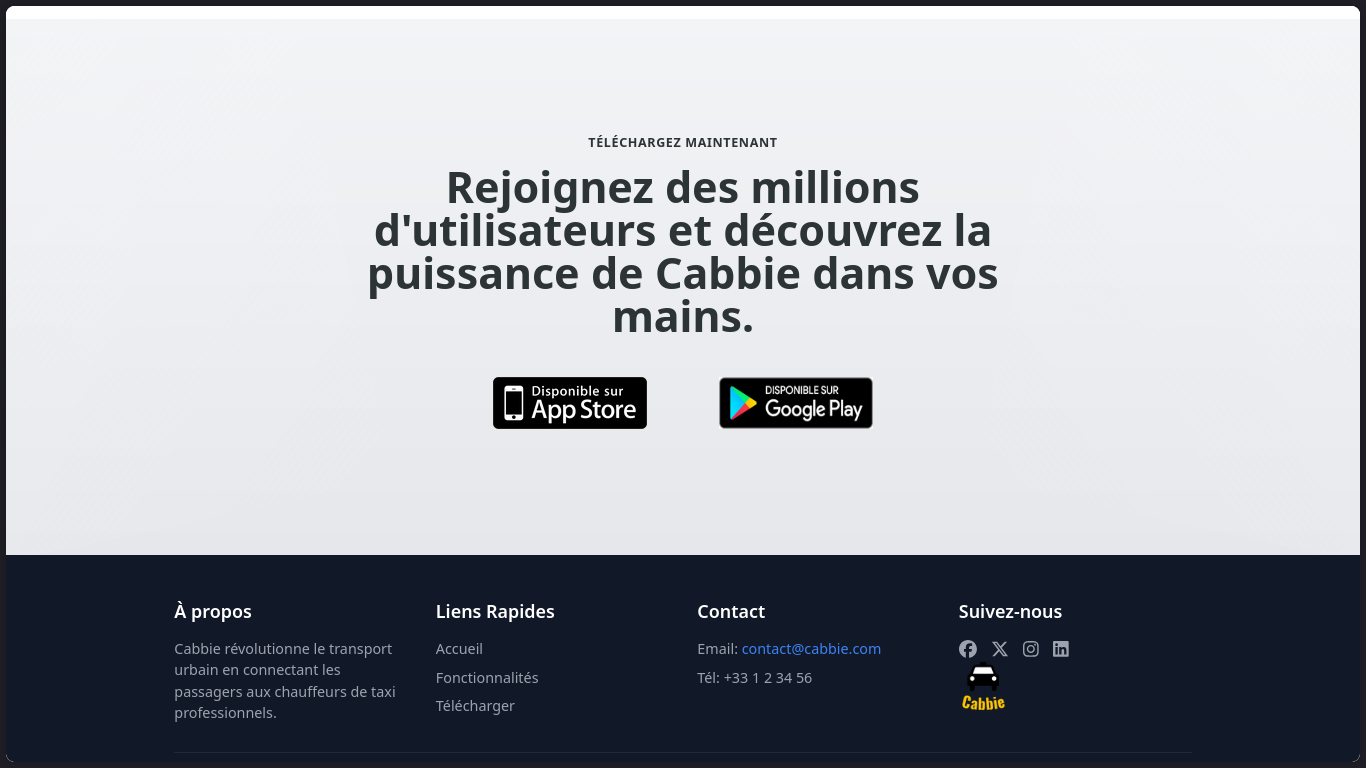 TÉLÉCHARGEZ MAINTENANT
Rejoignez des millions
d'utilisateurs et découvrez la
puissance de Cabbie dans vos
mains.
Disponible sur
App Store
DISPONIBLE SUR
Google Play
À propos
Cabbie révolutionne le transport
urbain en connectant les
passagers aux chauffeurs de taxi
professionnels.
Liens Rapides
Accueil
Fonctionnalités
Télécharger
Contact
Email: contact@cabbie.com
Tél: +33 1 2 34 56
Suivez-nous
Cabbie